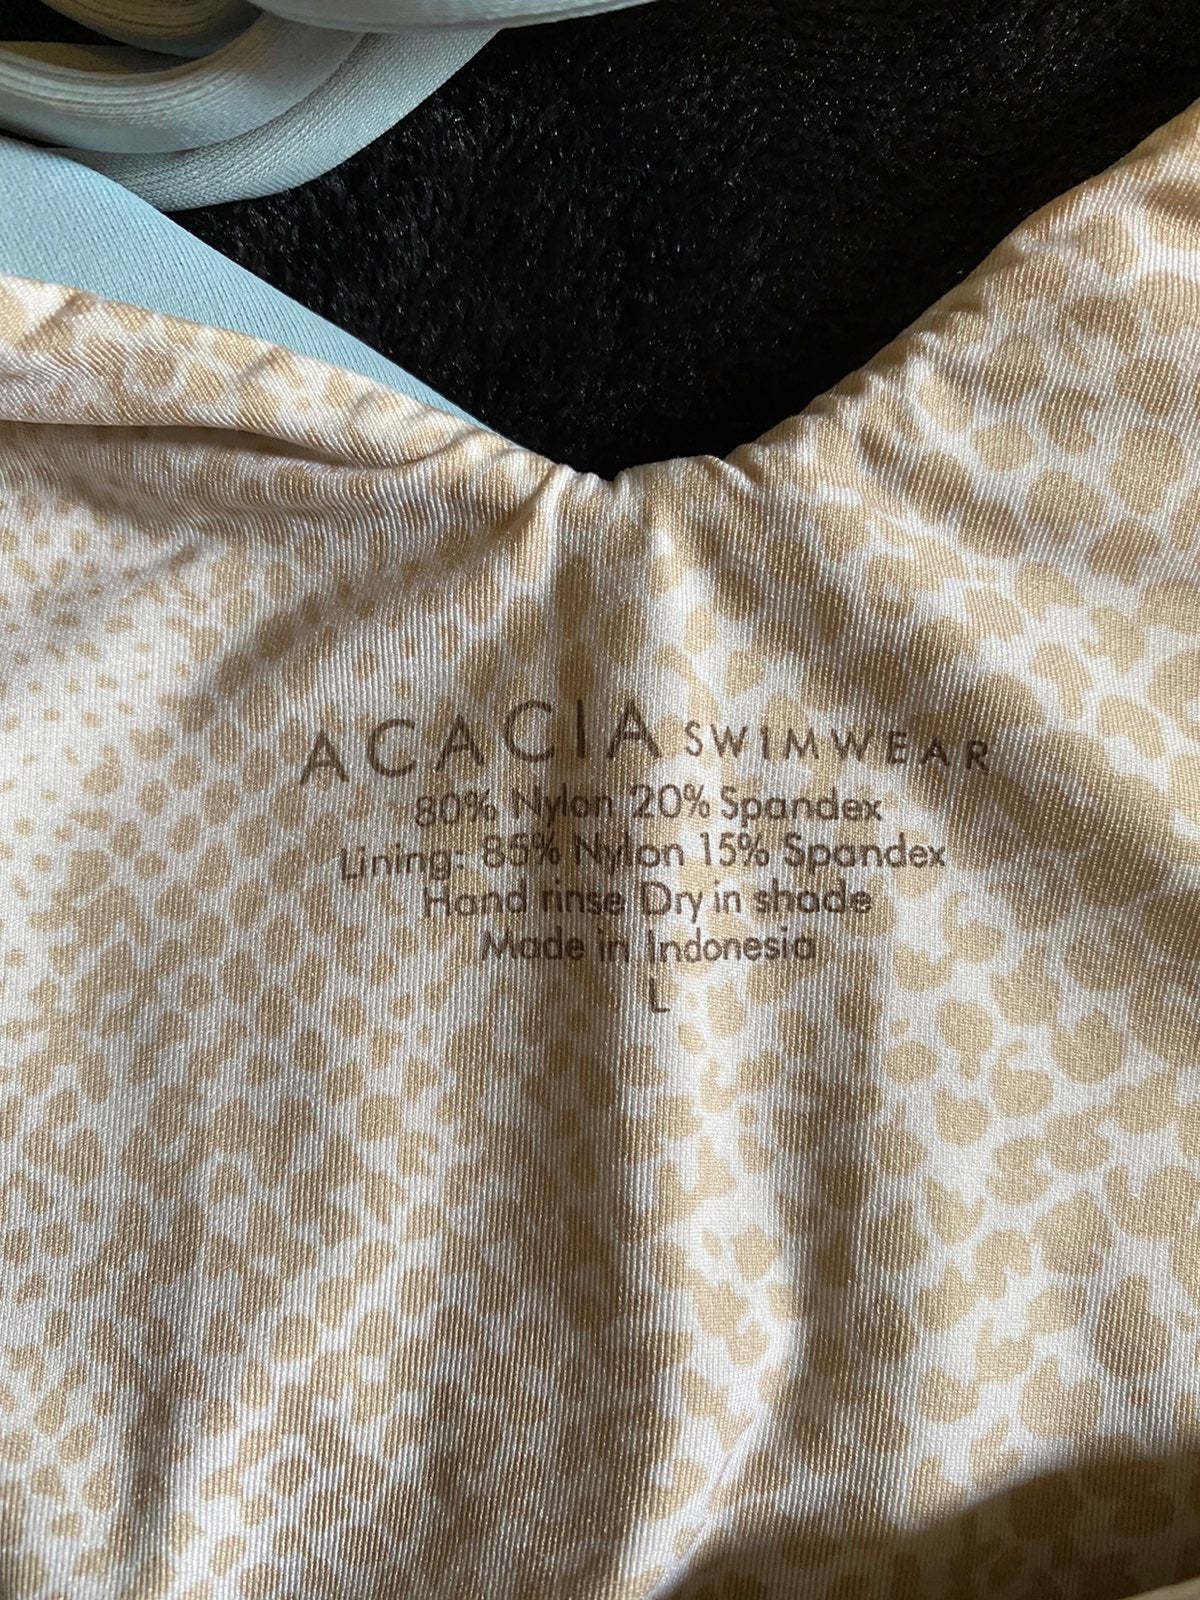 ACACIA SWIMWEAR
80% Nylon 20% Spandex
Lining: 85% Nylon 15% Spandex
Hand rinse Dry in shade
Made in Indonesia
L